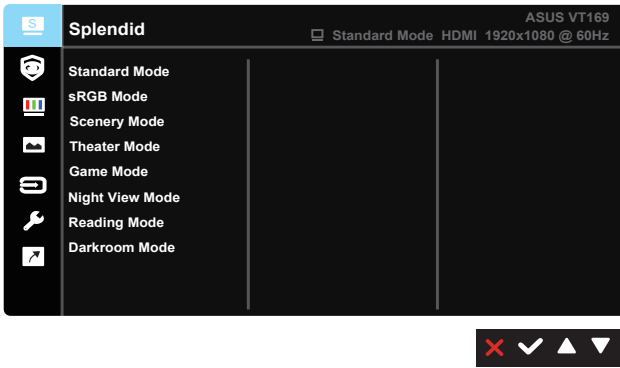 S
Splendid
ASUS VT169
Standard Mode HDMI 1920x1080 @ 60Hz
Standard Mode
sRGB Mode
Scenery Mode
Theater Mode
Game Mode
Night View Mode
Reading Mode
Darkroom Mode